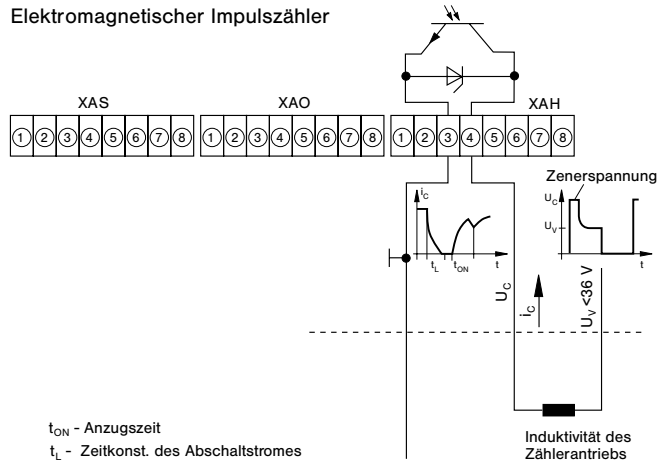 Elektromagnetischer Impulszähler
XAS
XAO
XAH
1 2 3 4 5 6 7 8
1 2 3 4 5 6 7 8
1 2 3 4 5 6 7 8
Zenerspannung
i_C
t_L
t_ON
t
U_C
U_V
t
U_C
i_C
U_V <36 V
t_ON - Anzugszeit
t_L - Zeitkonst. des Abschaltstromes
Induktivität des
Zählerantriebs